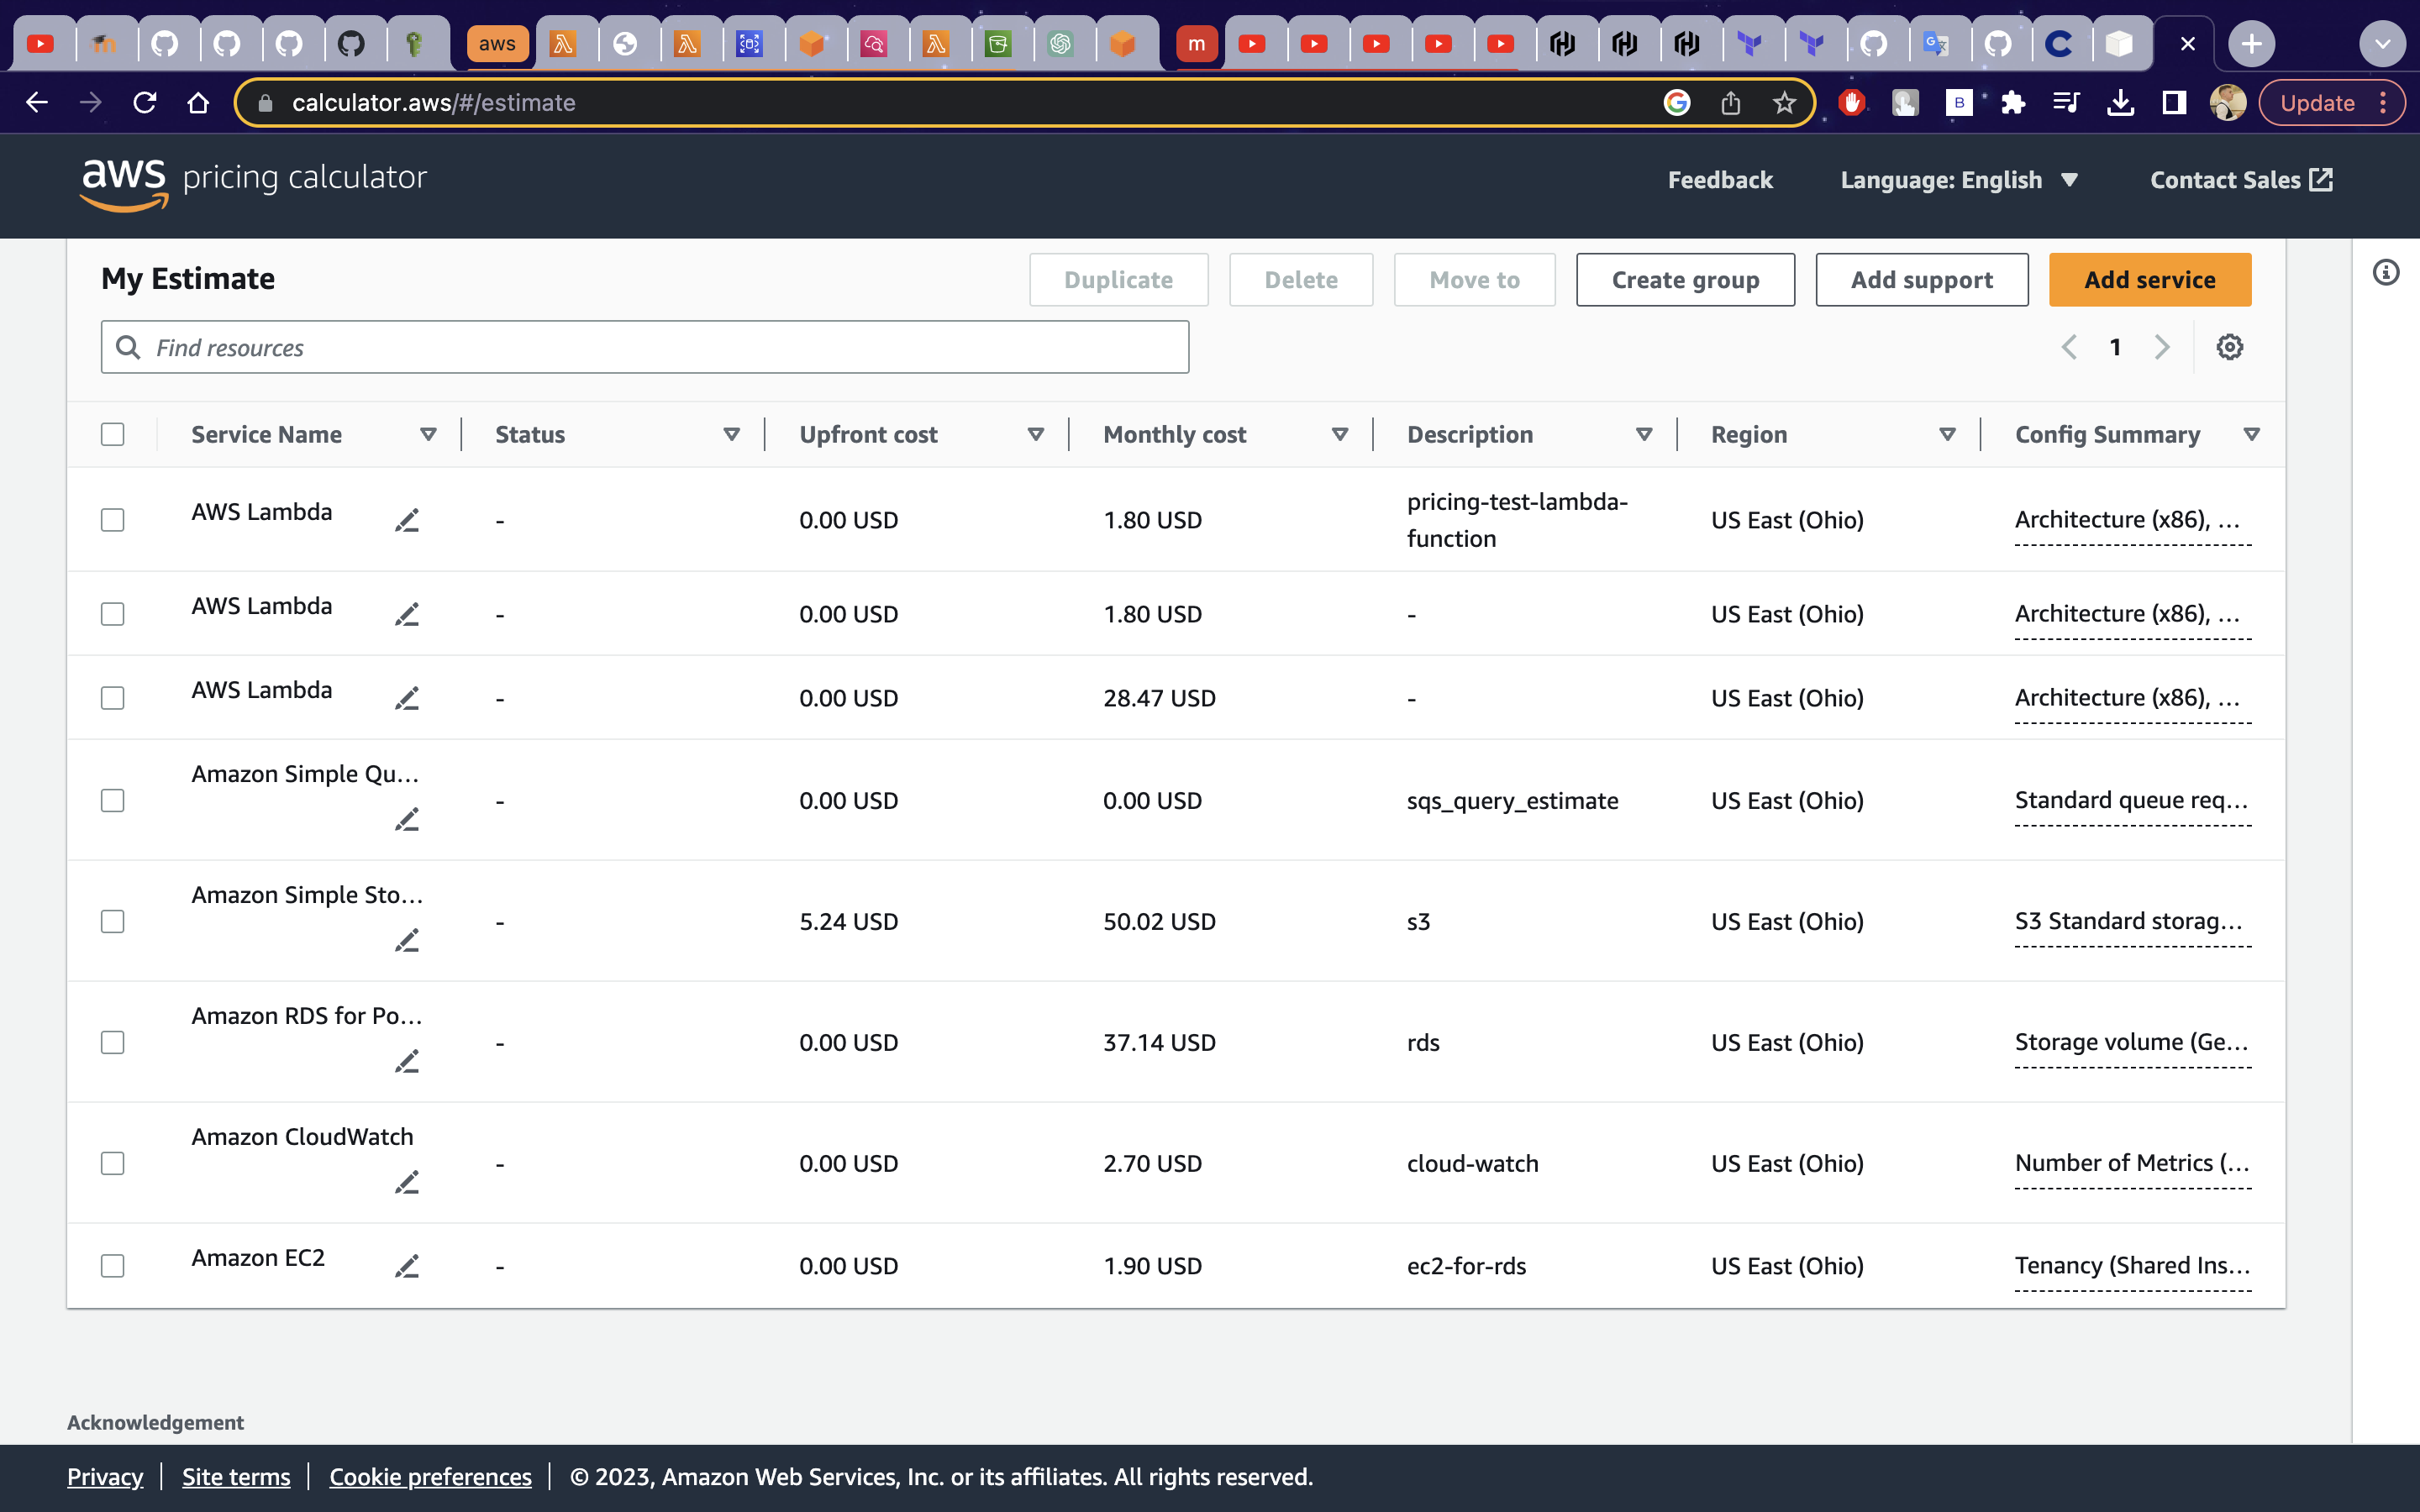 aws
m
B
calculator.aws/#/estimate
Update
aws pricing calculator
Feedback
Language: English
Contact Sales
My Estimate
Duplicate
Delete
Move to
Create group
Add support
Add service
Find resources
1
Service Name Status Upfront cost Monthly cost Description Region Config Summary
AWS Lambda - 0.00 USD 1.80 USD pricing-test-lambda-function US East (Ohio) Architecture (x86), ...
AWS Lambda - 0.00 USD 1.80 USD - US East (Ohio) Architecture (x86), ...
AWS Lambda - 0.00 USD 28.47 USD - US East (Ohio) Architecture (x86), ...
Amazon Simple Qu... - 0.00 USD 0.00 USD sqs_query_estimate US East (Ohio) Standard queue req...
Amazon Simple Sto... - 5.24 USD 50.02 USD s3 US East (Ohio) S3 Standard storag...
Amazon RDS for Po... - 0.00 USD 37.14 USD rds US East (Ohio) Storage volume (Ge...
Amazon CloudWatch - 0.00 USD 2.70 USD cloud-watch US East (Ohio) Number of Metrics (...
Amazon EC2 - 0.00 USD 1.90 USD ec2-for-rds US East (Ohio) Tenancy (Shared Ins...
Acknowledgement
Privacy | Site terms | Cookie preferences | © 2023, Amazon Web Services, Inc. or its affiliates. All rights reserved.